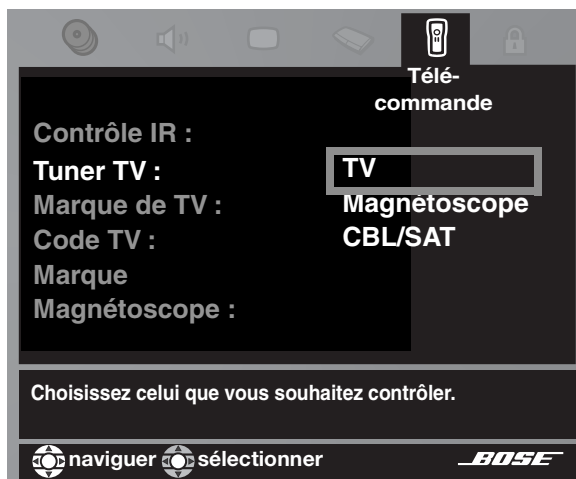 Télé-
commande
Contrôle IR :
Tuner TV :
TV
Marque de TV :
Magnétoscope
Code TV :
CBL/SAT
Marque
Magnétoscope :
Choisissez celui que vous souhaitez contrôler.
naviguer sélectionner BOSE